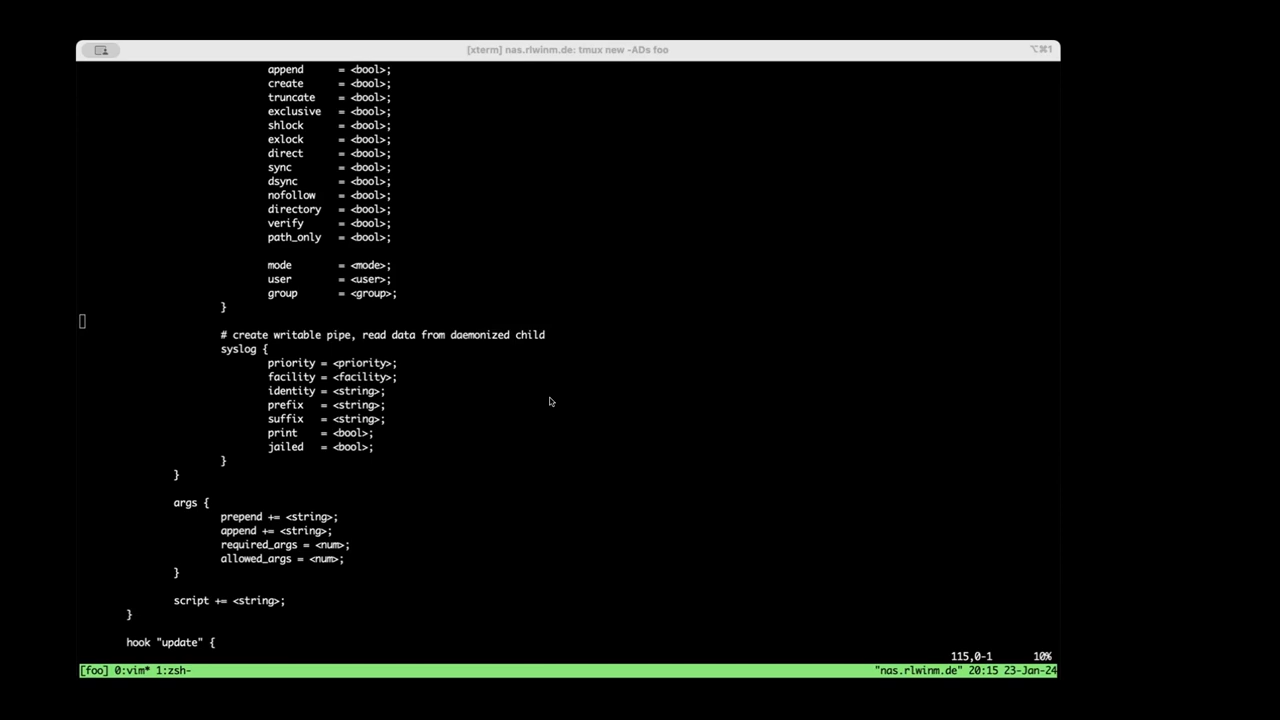 [xterm] nas.rlwinm.de: tmux new -ADs foo
⌥⌘1
append = <bool>;
create = <bool>;
truncate = <bool>;
exclusive = <bool>;
shlock = <bool>;
exlock = <bool>;
direct = <bool>;
sync = <bool>;
dsync = <bool>;
nofollow = <bool>;
directory = <bool>;
verify = <bool>;
path_only = <bool>;
mode = <mode>;
user = <user>;
group = <group>;
}
# create writable pipe, read data from daemonized child
syslog {
priority = <priority>;
facility = <facility>;
identity = <string>;
prefix = <string>;
suffix = <string>;
print = <bool>;
jailed = <bool>;
}
}
args {
prepend += <string>;
append += <string>;
required_args = <num>;
allowed_args = <num>;
}
script += <string>;
}
hook "update" {
115,0-1 10%
[foo] 0:vim* 1:zsh- "nas.rlwinm.de" 20:15 23-Jan-24